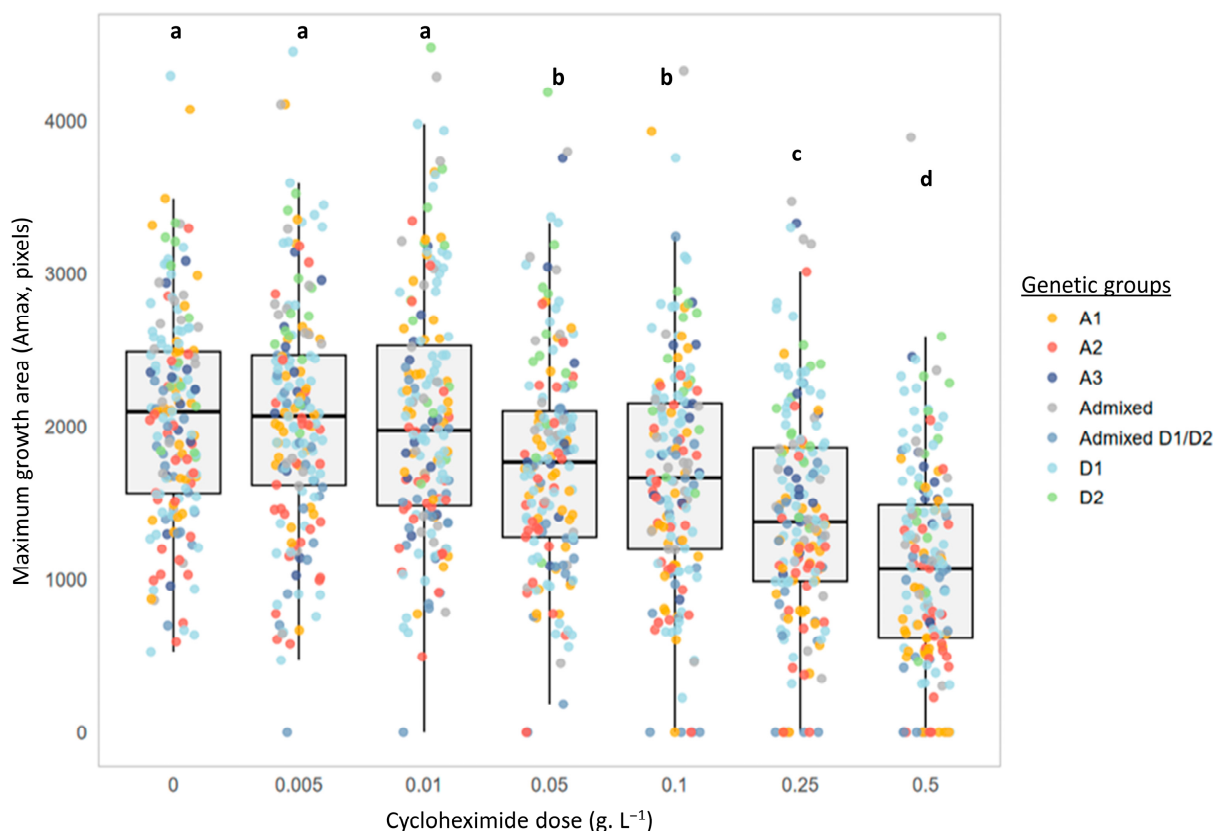 a a a
b b
c
d
4000
3000
2000
1000
0
Maximum growth area (Amax, pixels)
0 0.005 0.01 0.05 0.1 0.25 0.5
Cycloheximide dose (g. L⁻¹)
Genetic groups
A1
A2
A3
Admixed
Admixed D1/D2
D1
D2